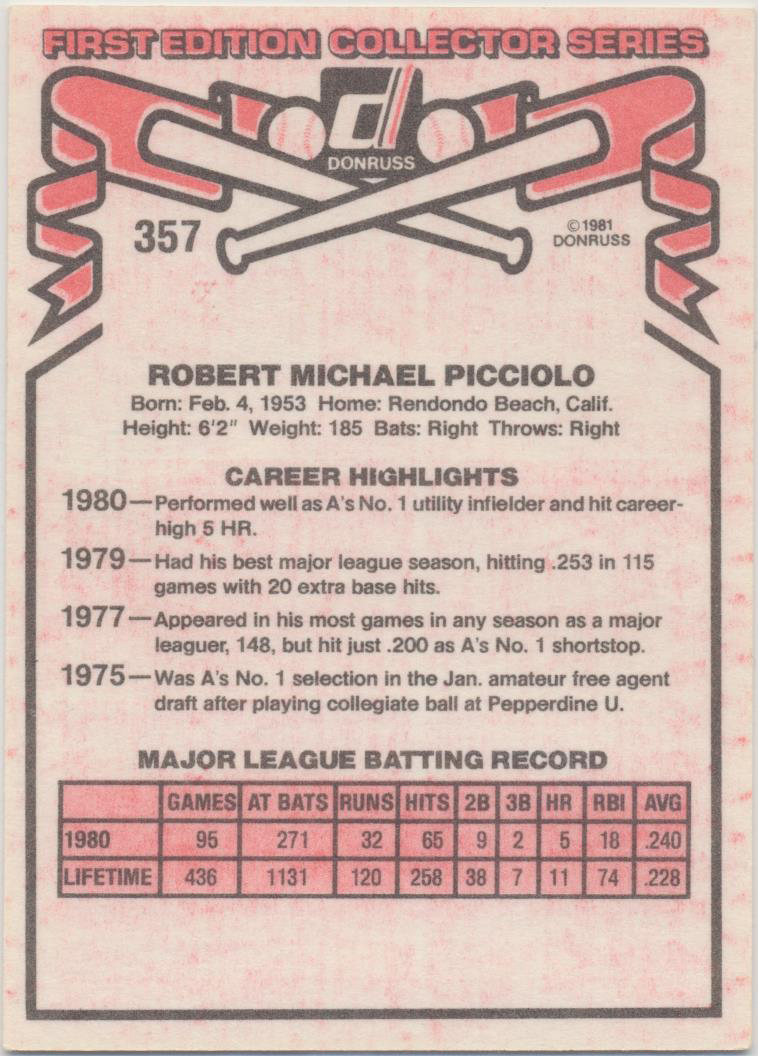 FIRST EDITION COLLECTOR SERIES
d
DONRUSS
357
© 1981
DONRUSS
ROBERT MICHAEL PICCIOLO
Born: Feb. 4, 1953 Home: Rendondo Beach, Calif.
Height: 6'2" Weight: 185 Bats: Right Throws: Right
CAREER HIGHLIGHTS
1980—Performed well as A's No. 1 utility infielder and hit career-
high 5 HR.
1979—Had his best major league season, hitting .253 in 115
games with 20 extra base hits.
1977—Appeared in his most games in any season as a major
leaguer, 148, but hit just .200 as A's No. 1 shortstop.
1975—Was A's No. 1 selection in the Jan. amateur free agent
draft after playing collegiate ball at Pepperdine U.
MAJOR LEAGUE BATTING RECORD
GAMES AT BATS RUNS HITS 2B 3B HR RBI AVG
1980 95 271 32 65 9 2 5 18 .240
LIFETIME 436 1131 120 258 38 7 11 74 .228